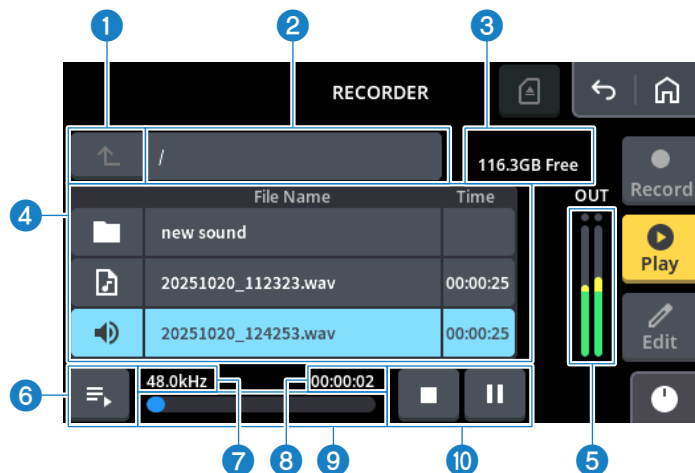 1
2
3
RECORDER
/
116.3GB Free
Record
4
File Name
Time
OUT
new sound
Play
20251020_112323.wav
00:00:25
20251020_124253.wav
00:00:25
Edit
6
48.0kHz
00:00:02
7
8
9
10
5